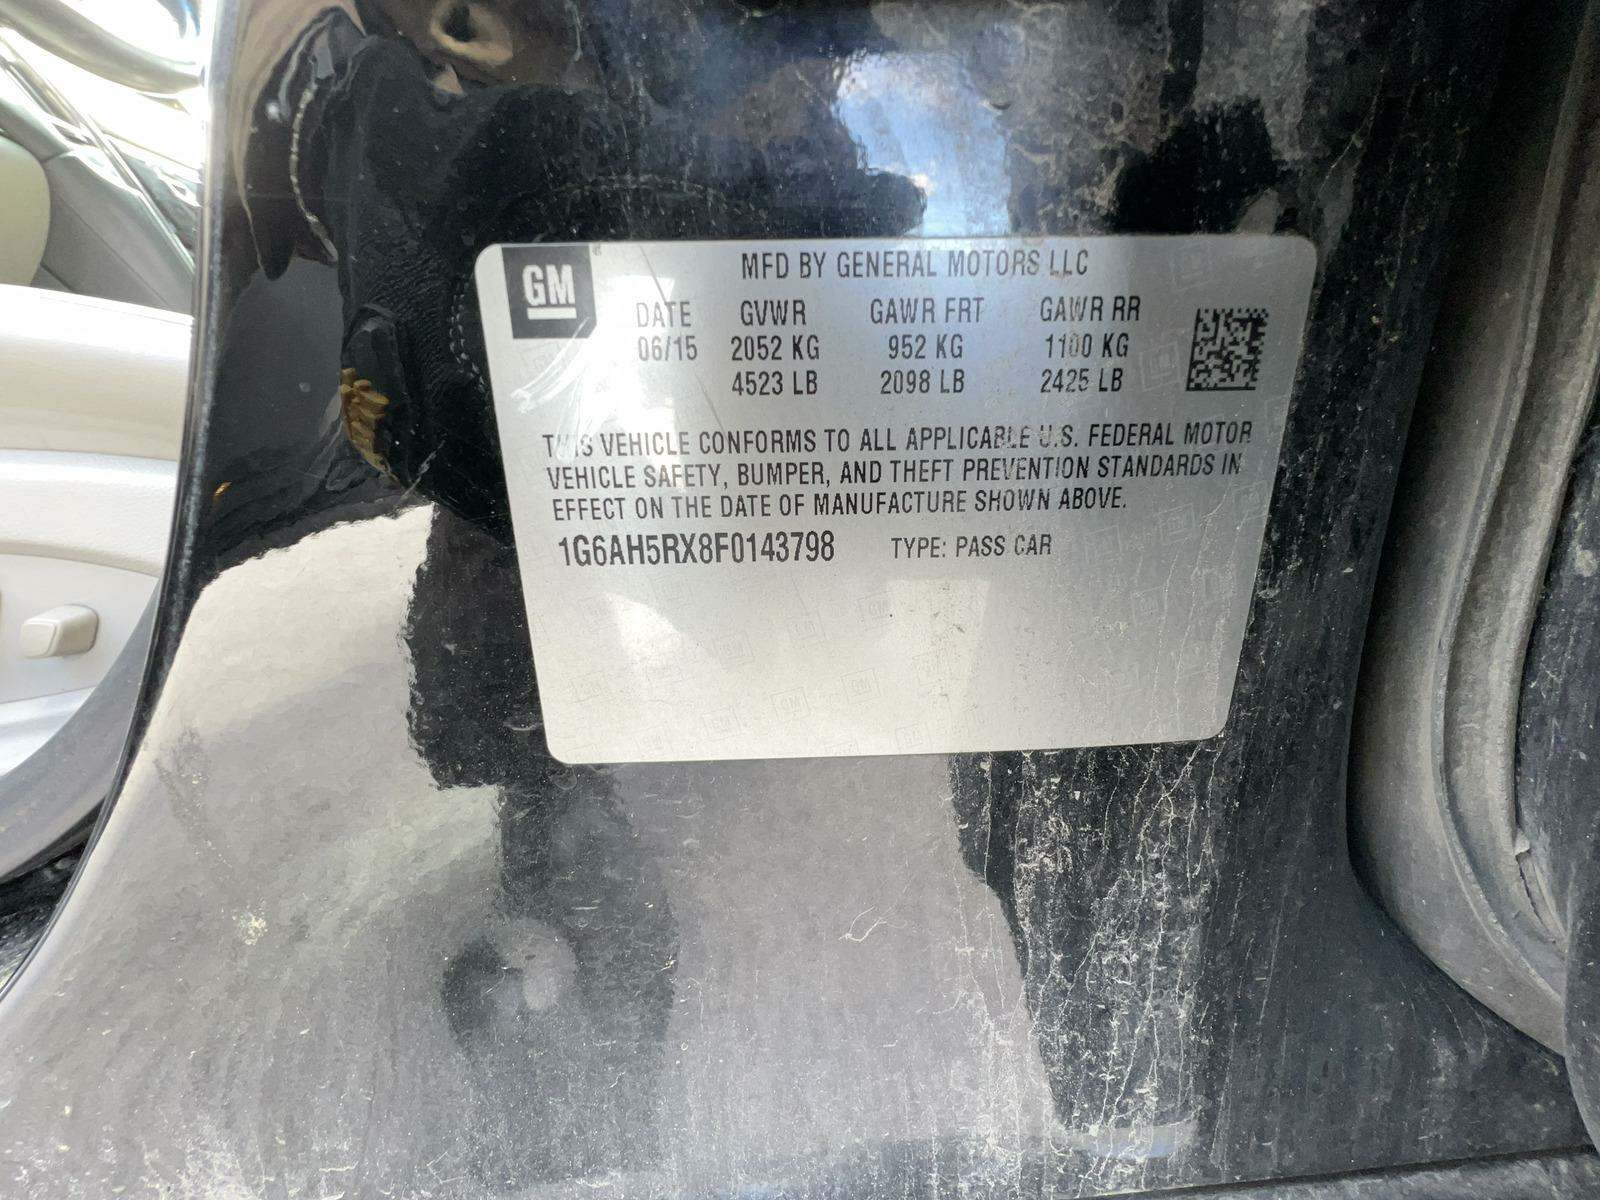 GM
MFD BY GENERAL MOTORS LLC
DATE GVWR GAWR FRT GAWR RR
06/15 2052 KG 952 KG 1100 KG
4523 LB 2098 LB 2425 LB
THIS VEHICLE CONFORMS TO ALL APPLICABLE U.S. FEDERAL MOTOR
VEHICLE SAFETY, BUMPER, AND THEFT PREVENTION STANDARDS IN
EFFECT ON THE DATE OF MANUFACTURE SHOWN ABOVE.
1G6AH5RX8F0143798 TYPE: PASS CAR